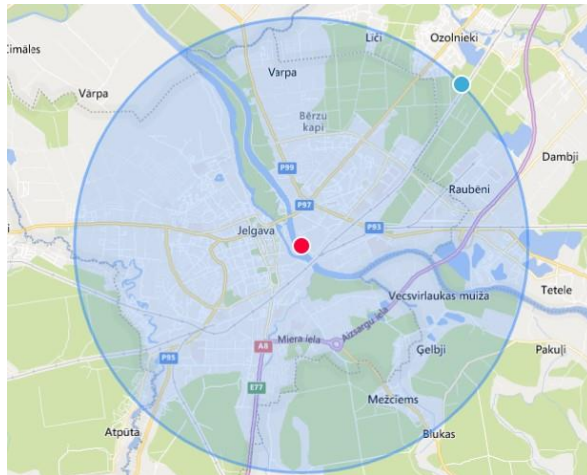 Līči
Ozolnieki
Cimāles
Varpa
Vārpa
Bērzu
kapi
Dambji
P99
Raubēni
P97
P93
Jelgava
Tetele
Vecsvirlaukas muiža
Miera iela
Aizsargu iela
A8
Ģelbji
Pakuļi
P95
E77
Mežciems
Atpūta
Blukas